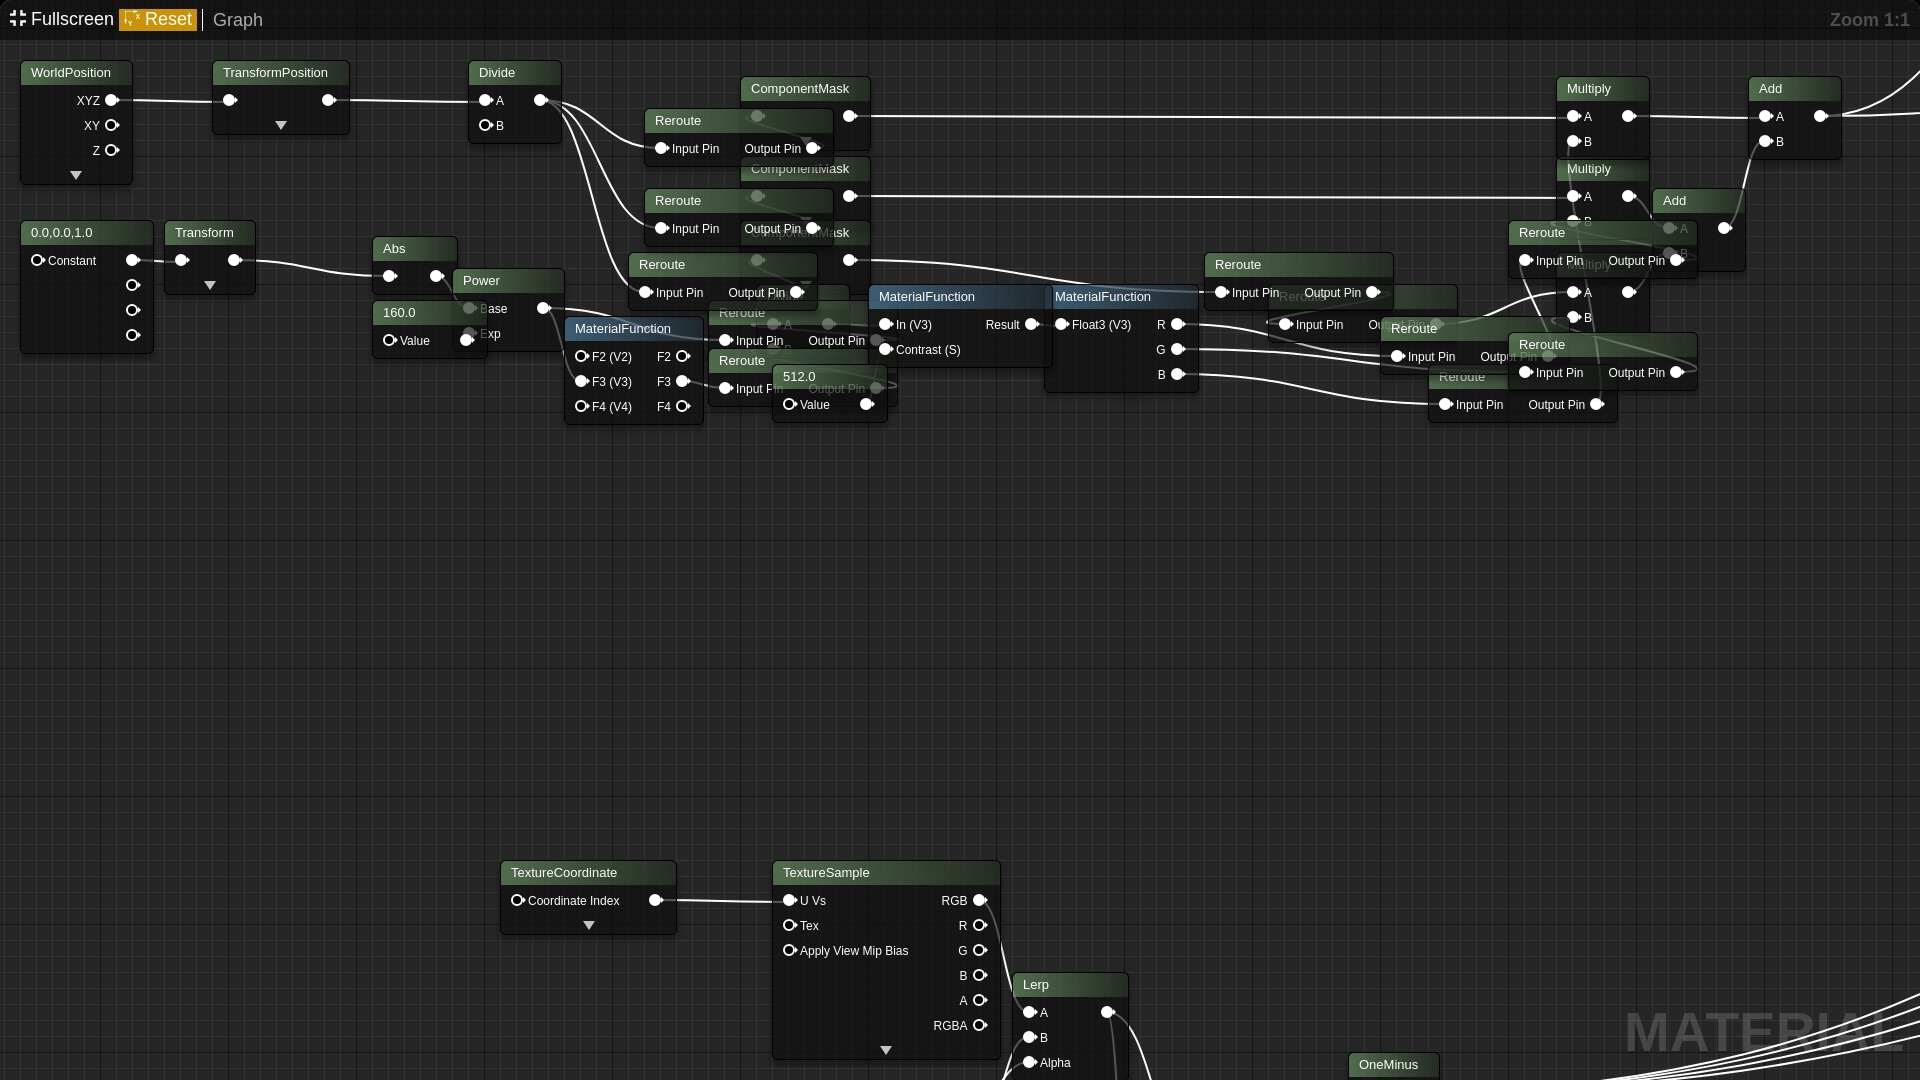 Fullscreen Reset Graph Zoom 1:1
WorldPosition
XYZ
XY
Z
TransformPosition
Divide
A
B
ComponentMask
Reroute
Input Pin Output Pin
ComponentMask
Reroute
Input Pin Output Pin
ComponentMask
Reroute
Input Pin Output Pin
Multiply
A
B
Add
A
B
Multiply
A
B
Add
A
B
Reroute
Input Pin Output Pin
Multiply
A
B
0.0,0.0,1.0
Constant
Transform
Abs
Power
Base
Exp
160.0
Value
MaterialFunction
F2 (V2) F2
F3 (V3) F3
F4 (V4) F4
Reroute
Input Pin Output Pin
A
B
Reroute
Input Pin Output Pin
512.0
Value
MaterialFunction
In (V3) Result
Contrast (S)
MaterialFunction
Float3 (V3) R
G
B
Reroute
Input Pin Output Pin
Reroute
Input Pin Output Pin
Reroute
Input Pin Output Pin
Reroute
Input Pin Output Pin
Reroute
Input Pin Output Pin
TextureCoordinate
Coordinate Index
TextureSample
U Vs RGB
Tex R
Apply View Mip Bias G
B
A
RGBA
Lerp
A
B
Alpha
OneMinus
MATERIAL